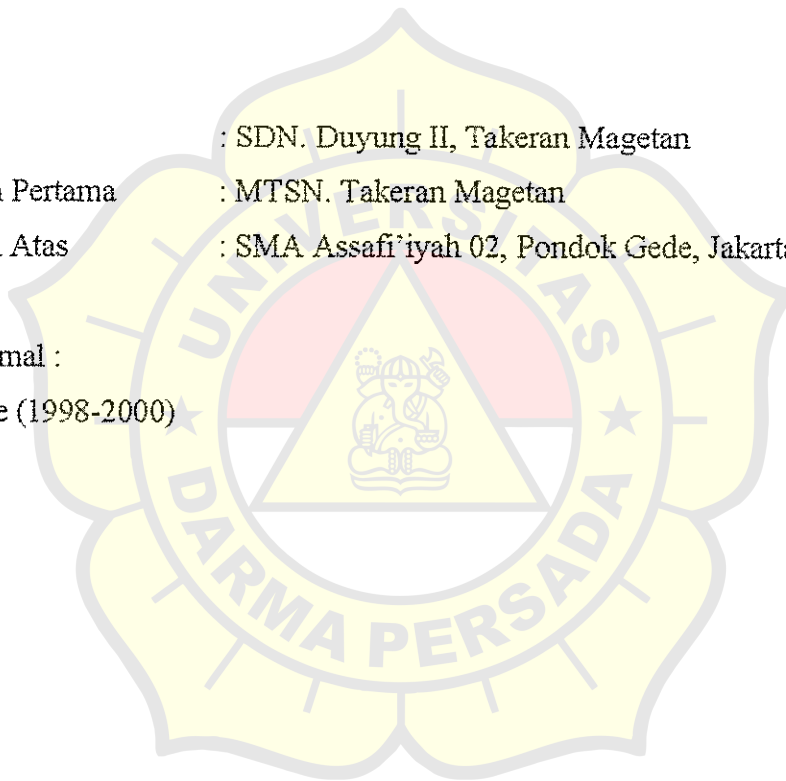 : SDN. Duyung II, Takeran Magetan
Pertama : MTSN. Takeran Magetan
Atas : SMA Assafi'iyah 02, Pondok Gede, Jakarta
mal :
e (1998-2000)
UNIVERSITAS
DARMA PERSADA